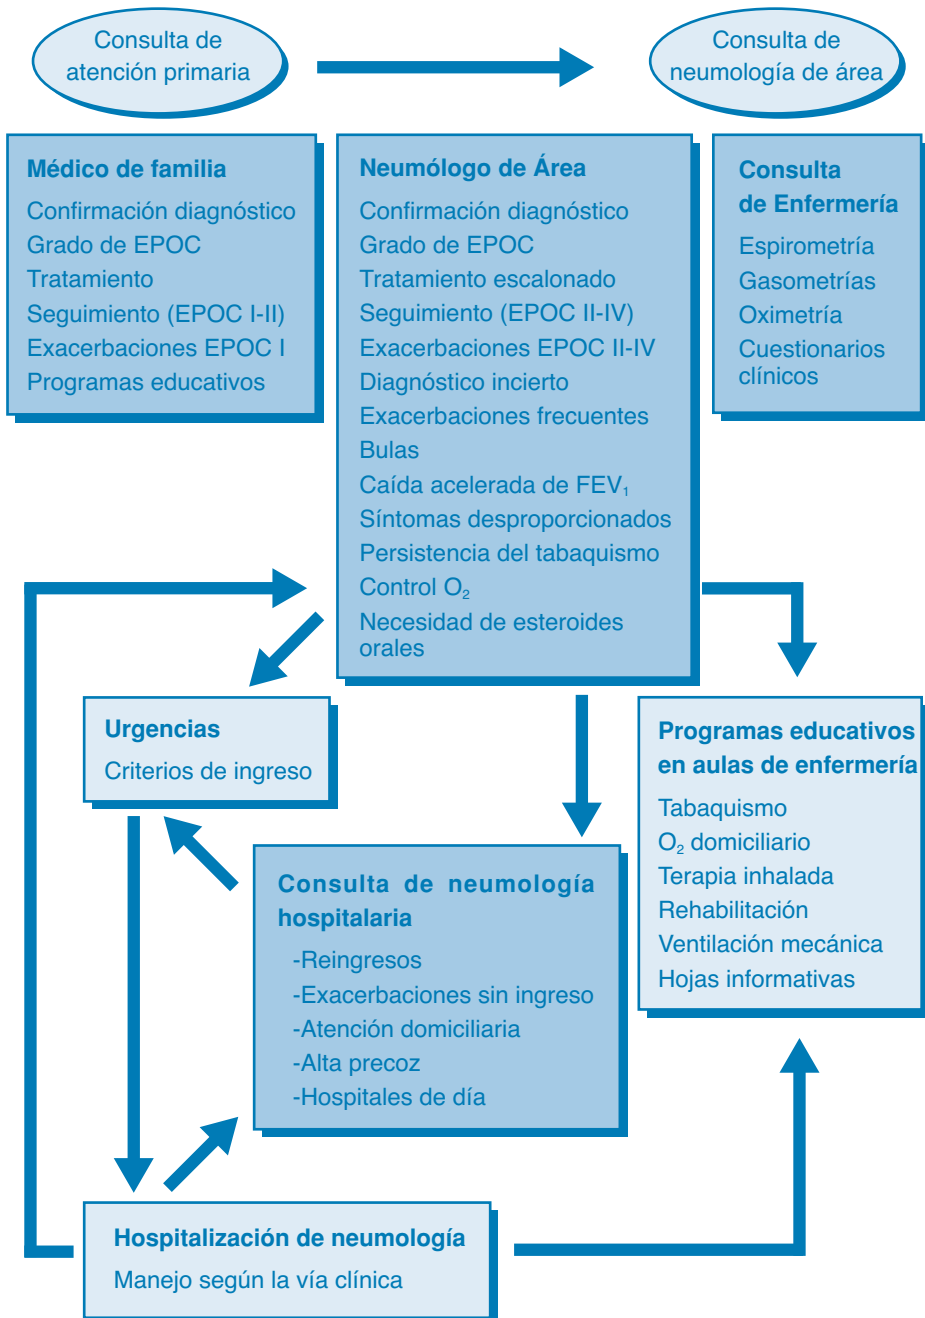 Consulta de
atención primaria
Consulta de
neumología de área
Médico de familia
Confirmación diagnóstico
Grado de EPOC
Tratamiento
Seguimiento (EPOC I-II)
Exacerbaciones EPOC I
Programas educativos
Neumólogo de Área
Confirmación diagnóstico
Grado de EPOC
Tratamiento escalonado
Seguimiento (EPOC II-IV)
Exacerbaciones EPOC II-IV
Diagnóstico incierto
Exacerbaciones frecuentes
Bulas
Caída acelerada de FEV₁
Síntomas desproporcionados
Persistencia del tabaquismo
Control O₂
Necesidad de esteroides
orales
Consulta
de Enfermería
Espirometría
Gasometrías
Oximetría
Cuestionarios
clínicos
Urgencias
Criterios de ingreso
Programas educativos
en aulas de enfermería
Tabaquismo
O₂ domiciliario
Terapia inhalada
Rehabilitación
Ventilación mecánica
Hojas informativas
Consulta de neumología
hospitalaria
-Reingresos
-Exacerbaciones sin ingreso
-Atención domiciliaria
-Alta precoz
-Hospitales de día
Hospitalización de neumología
Manejo según la vía clínica